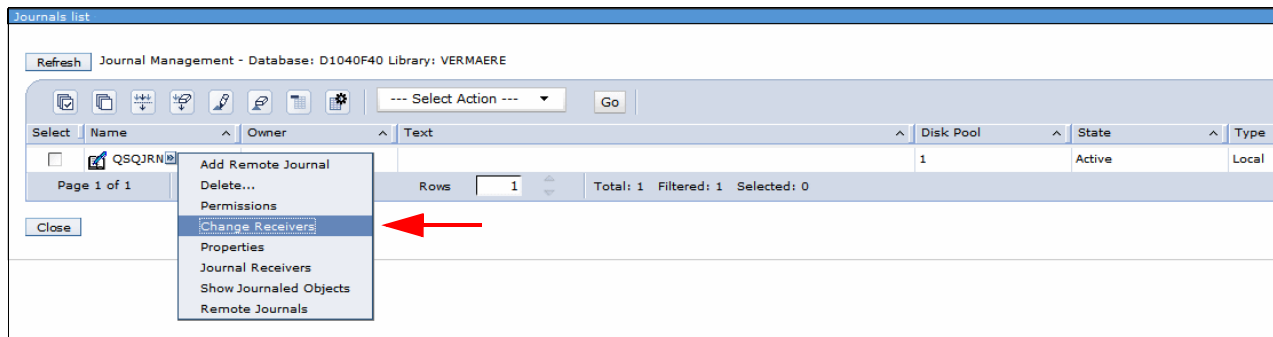 Journals list
Refresh Journal Management - Database: D1040F40 Library: VERMAERE
--- Select Action --- Go
Select Name Owner Text Disk Pool State Type
QSQJRN 1 Active Local
Add Remote Journal
Page 1 of 1 Rows 1 Total: 1 Filtered: 1 Selected: 0
Delete...
Permissions
Close
Change Receivers
Properties
Journal Receivers
Show Journaled Objects
Remote Journals